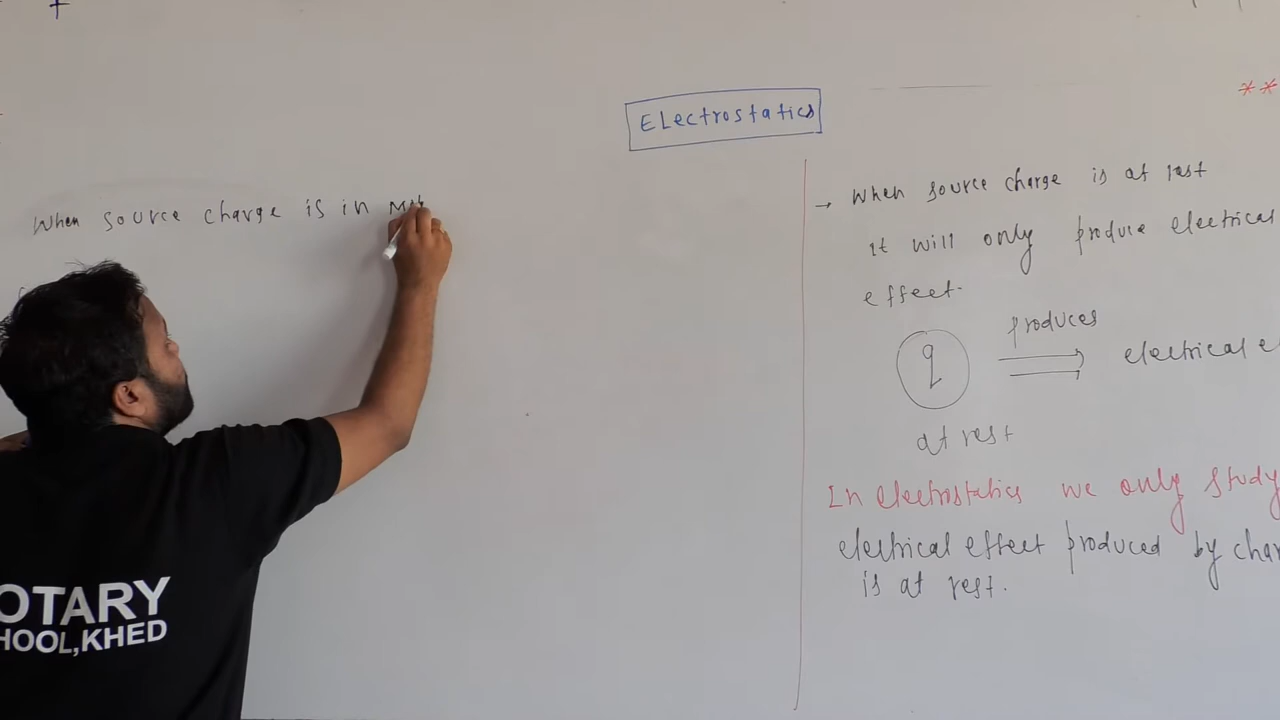 Electrostatics
**
When source charge is in
→ When source charge is at rest
It will only produce electrical
effect.
q
produces
electrical
at rest
In electrostatics we only study
electrical effect produced by
is at rest.
OTARY
HOOL,KHED